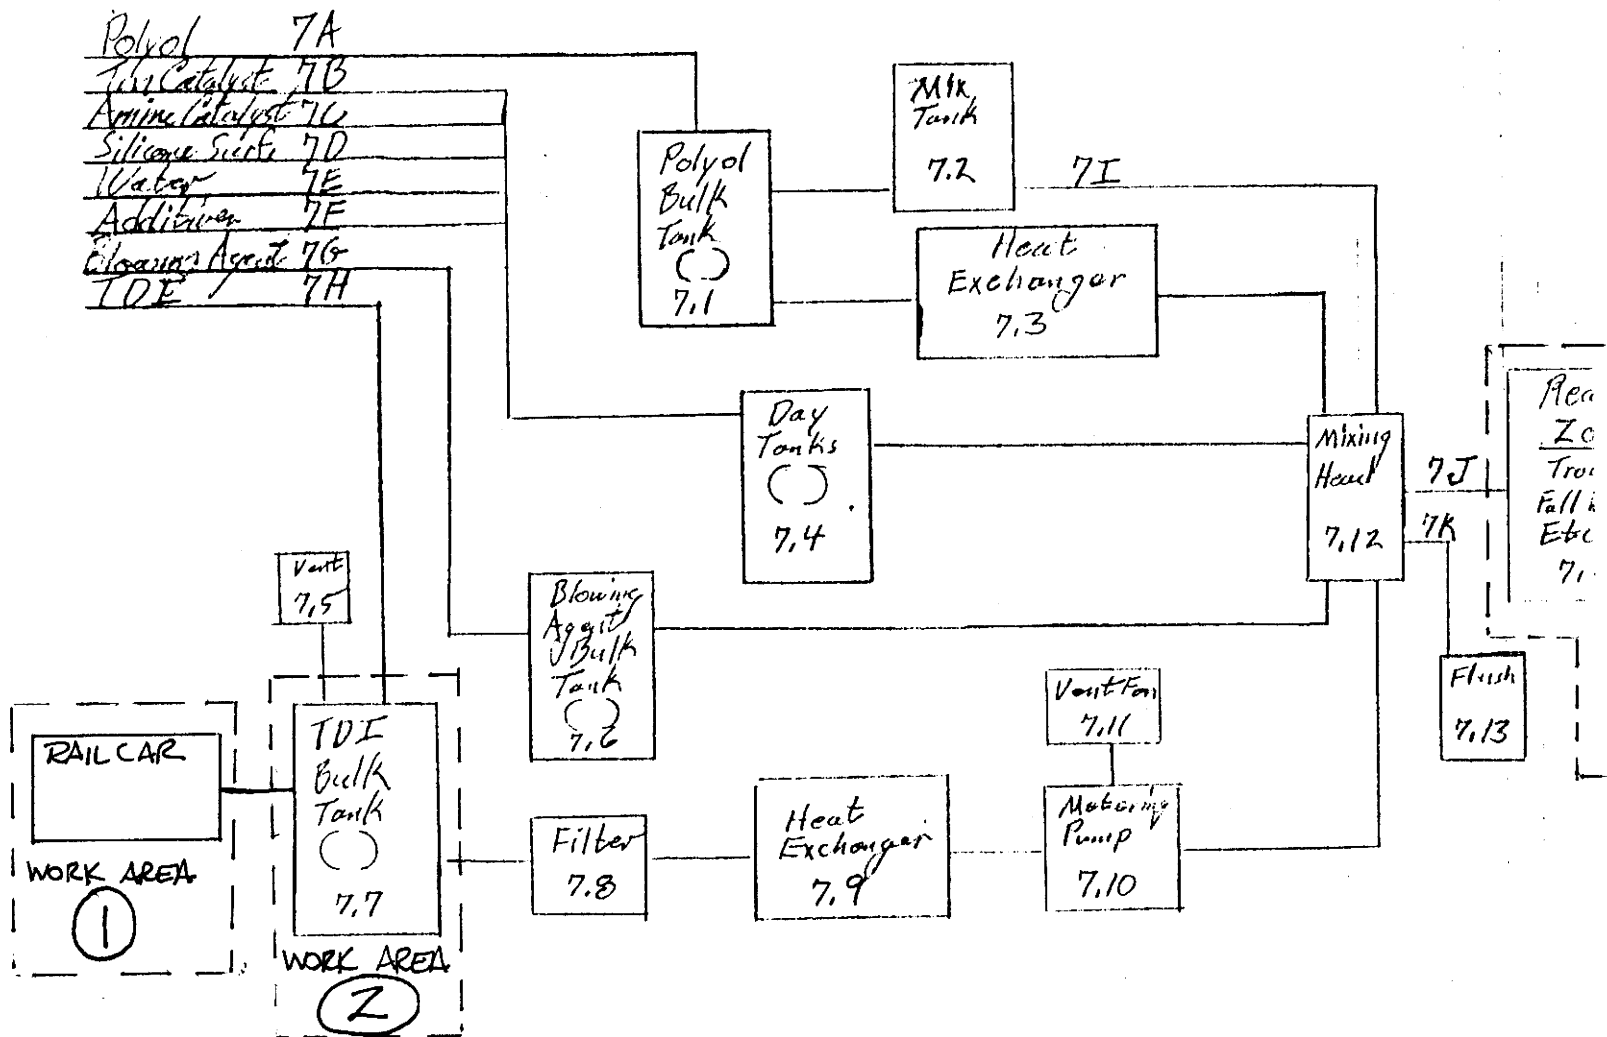 Polyol 7A
Tin Catalyst 7B
Amine Catalyst 7C
Silicone Surf. 7D
Water 7E
Additives 7F
Blowing Agent 7G
TDI 7H
Polyol
Bulk
Tank
7.1
Mix
Tank
7.2
7I
Heat
Exchanger
7.3
Day
Tanks
7.4
Mixing
Head
7.12
7J
7K
Rea
Zo
Fall
Etc
7.
Vent
7.5
Blowing
Agent
Bulk
Tank
7.6
Vent Fan
7.11
Flush
7.13
RAILCAR
WORK AREA
1
TDI
Bulk
Tank
7.7
WORK AREA
2
Filter
7.8
Heat
Exchanger
7.9
Metering
Pump
7.10